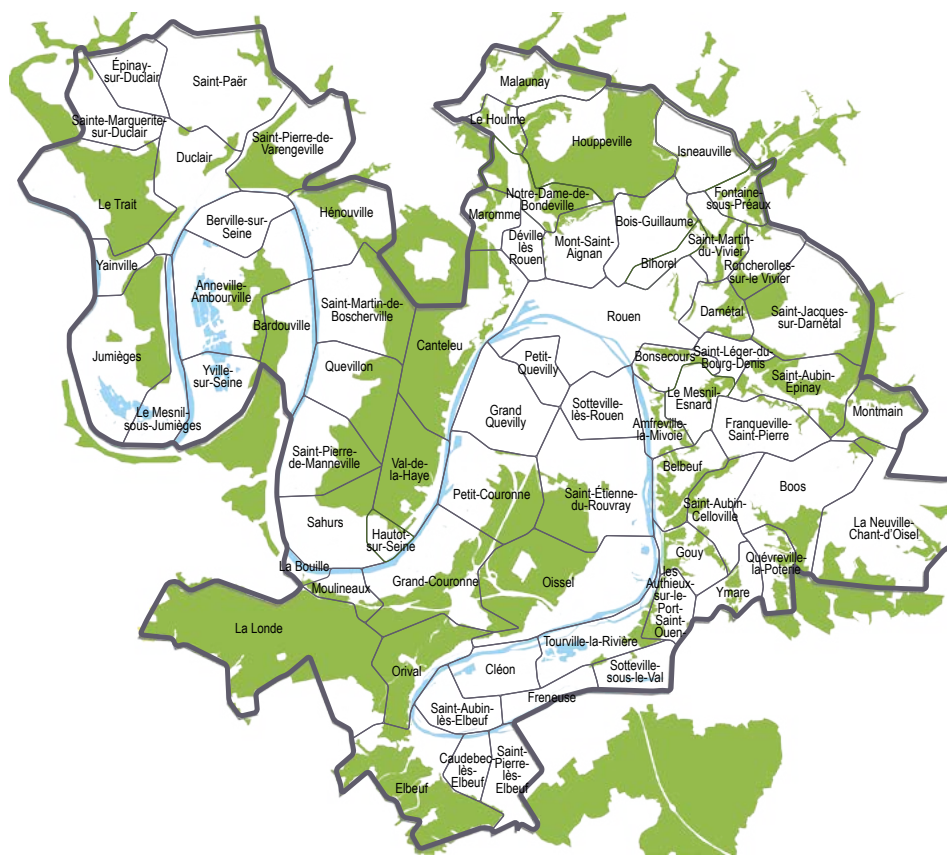 Épinay-
sur-Duclair
Saint-Paër
Malaunay
Sainte-Marguerite-
sur-Duclair
Le Houlme
Saint-Pierre-de-
Varengeville
Houppeville
Isneauville
Duclair
Le Trait
Hénouville
Notre-Dame-de-
Bondeville
Fontaine-
sous-Préaux
Berville-sur-
Seine
Maromme
Bois-Guillaume
Déville
lès
Rouen
Mont-Saint-
Aignan
Saint-Martin-
du-Vivier
Yainville
Bihorel
Roncherolles-
sur-le Vivier
Anneville-
Ambourville
Saint-Martin-de-
Boscherville
Rouen
Darnétal
Saint-Jacques-
sur-Darnétal
Bardouville
Canteleu
Jumièges
Quevillon
Petit-
Quevilly
Bonsecours
Saint-Léger-du-
Bourg-Denis
Yville-
sur-Seine
Saint-Aubin-
Epinay
Le Mesnil-
Esnard
Le Mesnil-
sous-Jumièges
Grand
Quevilly
Sotteville-
lès-Rouen
Montmain
Amfreville-
la-Mivoie
Franqueville-
Saint-Pierre
Saint-Pierre-
de-Manneville
Val-de-
la-Haye
Belbeuf
Boos
Petit-Couronne
Saint-Étienne-
du-Rouvray
Saint-Aubin-
Celloville
Sahurs
Hautot-
sur-Seine
La Neuville-
Chant-d'Oisel
Gouy
Quévreville-
la-Poterie
La Bouille
Moulineaux
Grand-Couronne
Oissel
les
Authieux-
sur-le-
Port-
Saint-
Ouen-
Ymare
La Londe
Tourville-la-Rivière
Orival
Cléon
Sotteville-
sous-le-Val
Freneuse
Saint-Aubin-
lès-Elbeuf
Caudebec-
lès-
Elbeuf
Saint-
Pierre-
lès-
Elbeuf
Elbeuf